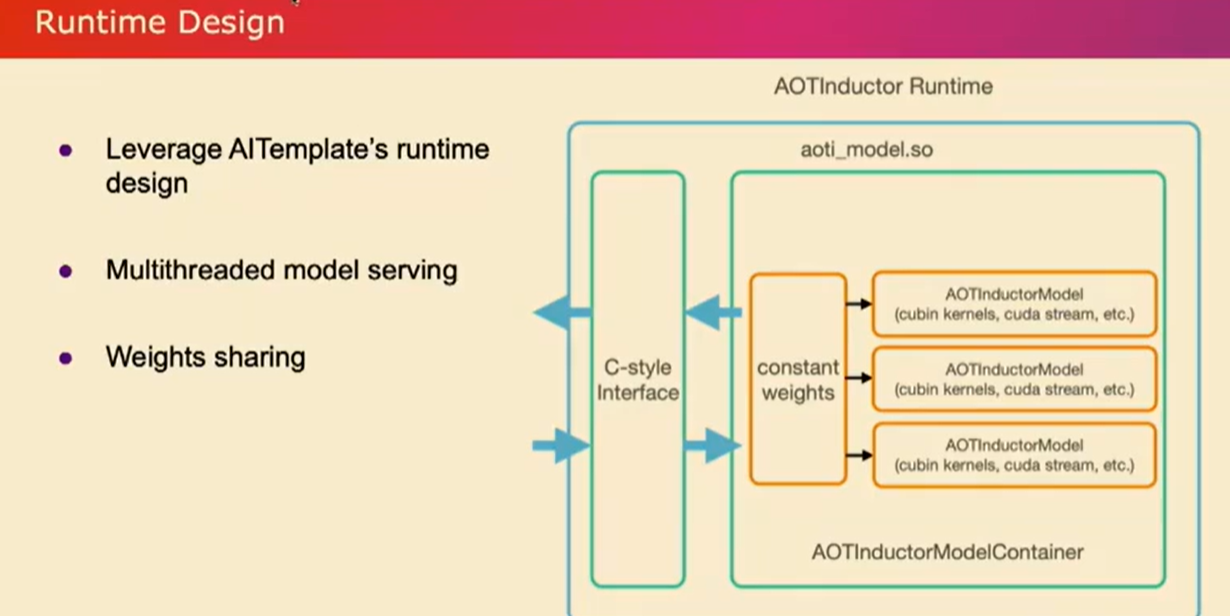 Runtime Design
AOTInductor Runtime
• Leverage AITemplate's runtime
design
• Multithreaded model serving
• Weights sharing
aoti_model.so
C-style
Interface
constant
weights
AOTInductorModel
(cubin kernels, cuda stream, etc.)
AOTInductorModel
(cubin kernels, cuda stream, etc.)
AOTInductorModel
(cubin kernels, cuda stream, etc.)
AOTInductorModelContainer